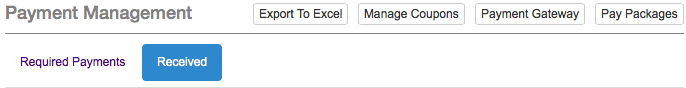 Payment Management Export To Excel Manage Coupons Payment Gateway Pay Packages
Required Payments Received